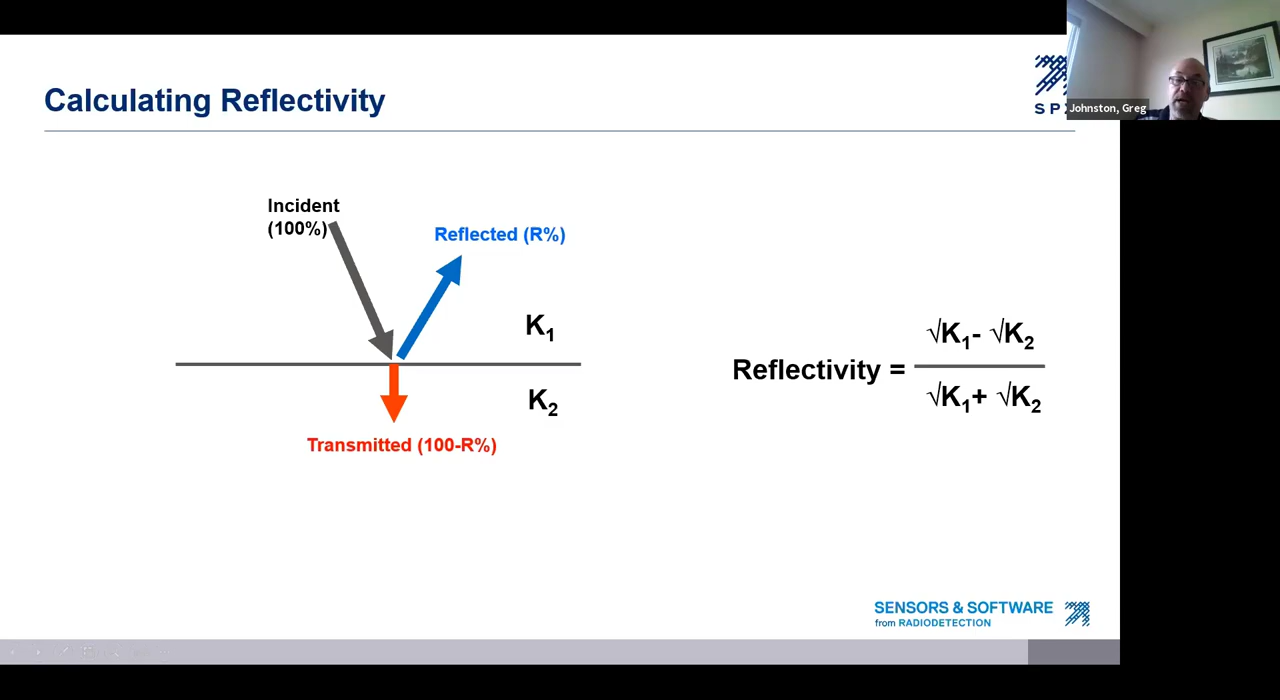 Calculating Reflectivity
SP
Johnston, Greg
Incident
(100%)
Reflected (R%)
K₁
K₂
Transmitted (100-R%)
Reflectivity =
√K₁- √K₂
√K₁+ √K₂
SENSORS & SOFTWARE
from RADIODETECTION